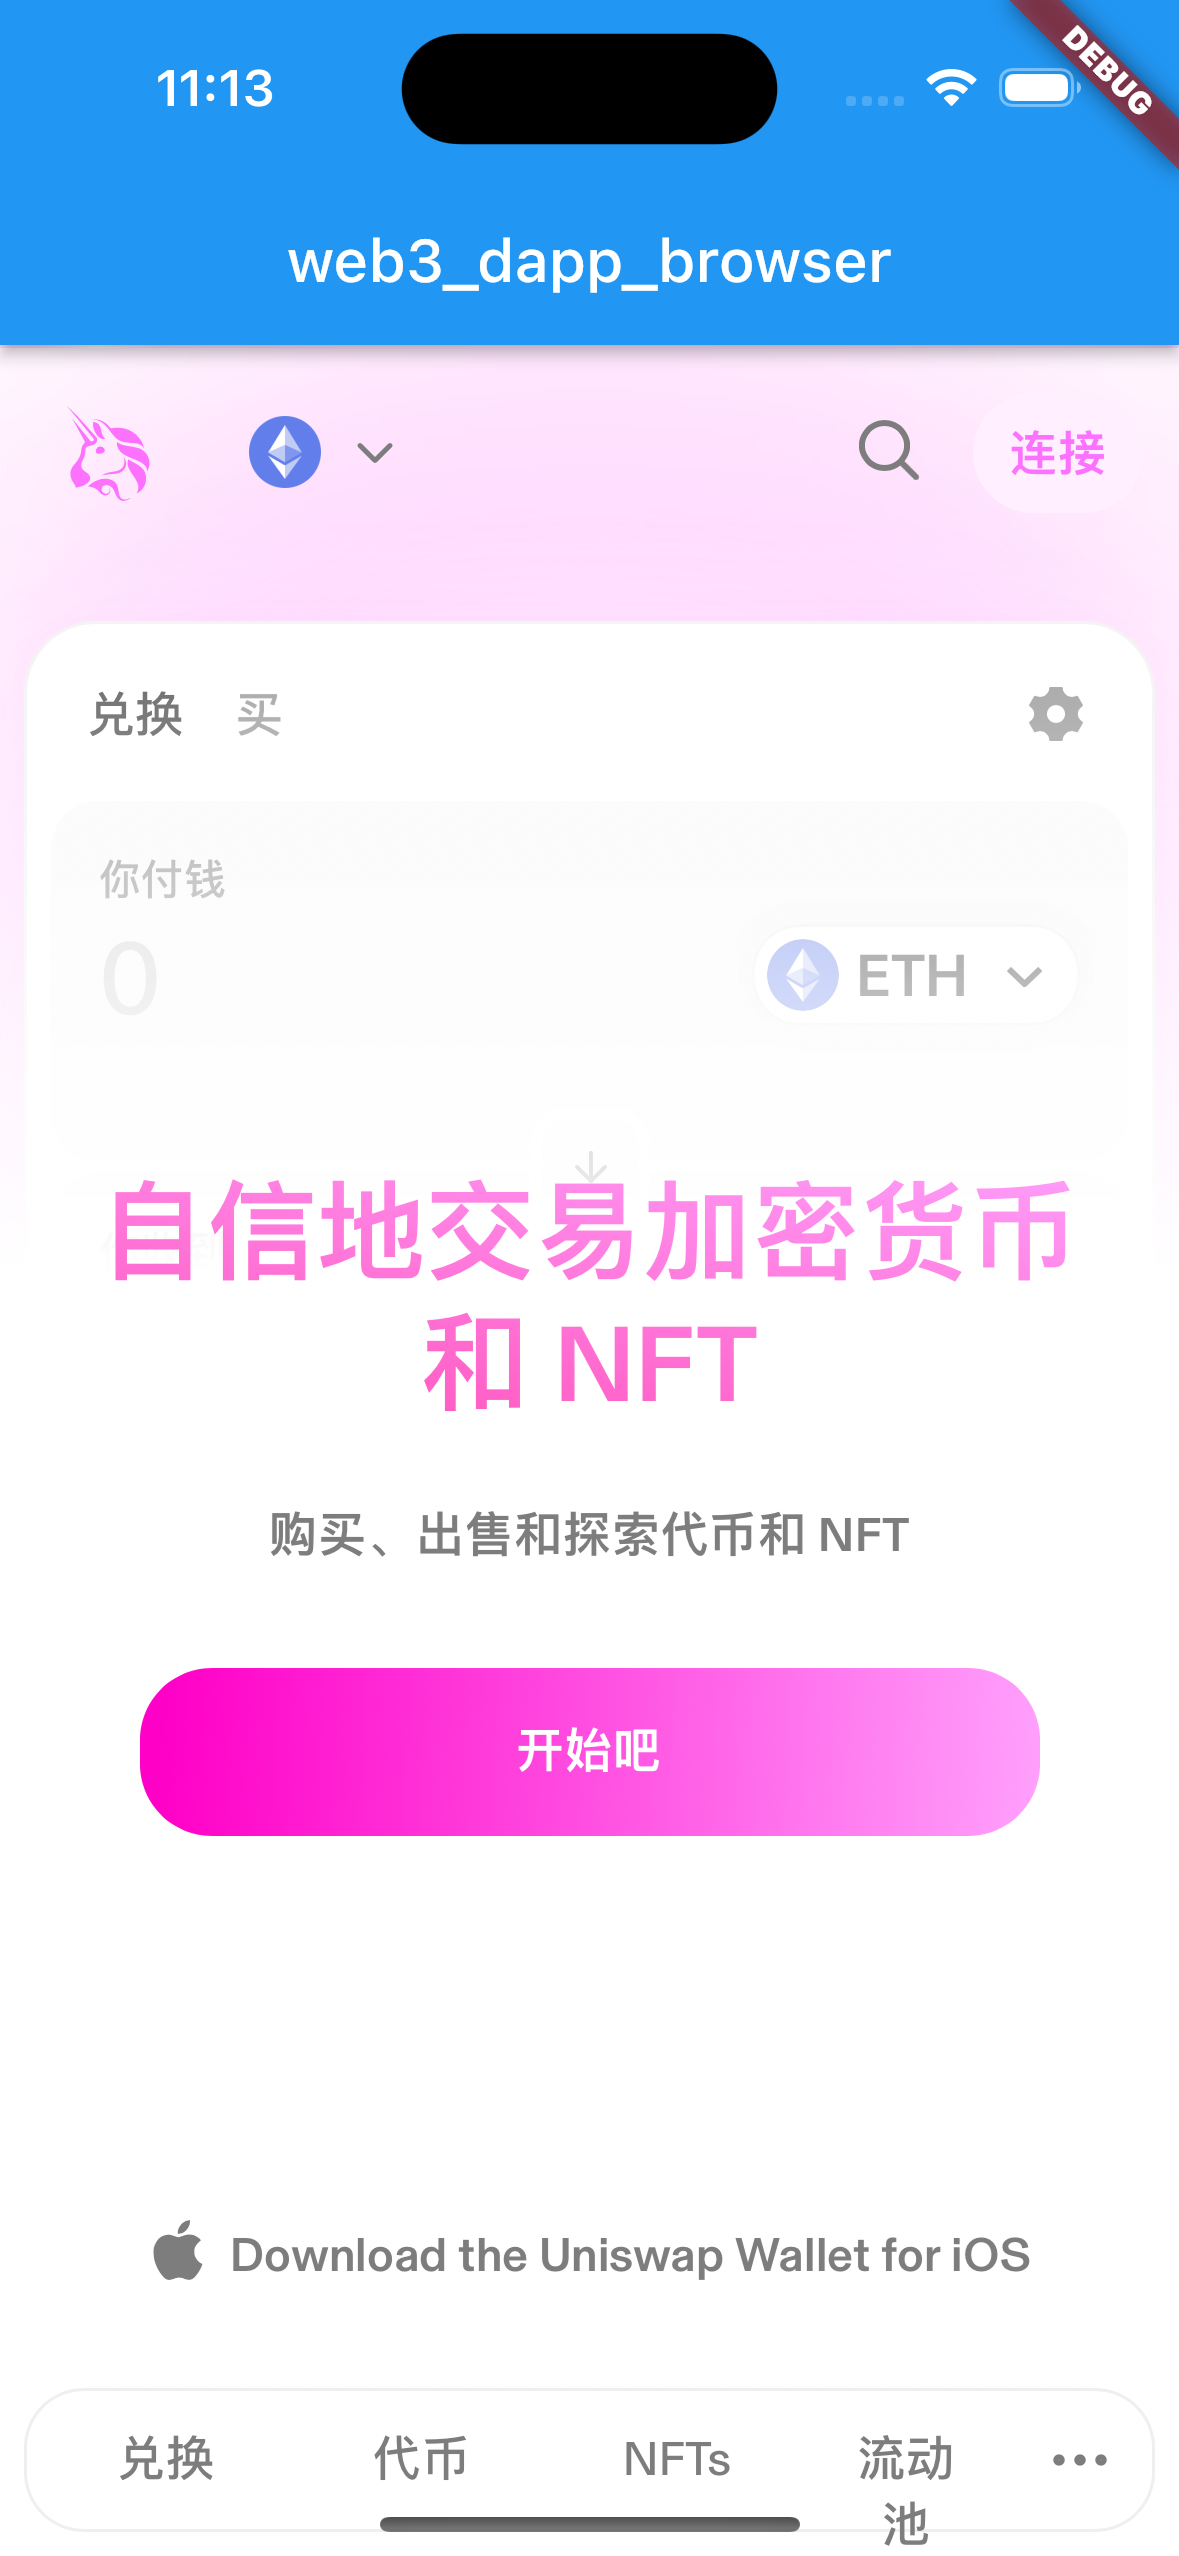 11:13
DEBUG
web3_dapp_browser
连接
兑换 买
你付钱
0 ETH
自信地交易加密货币
和 NFT
购买、出售和探索代币和 NFT
开始吧
Download the Uniswap Wallet for iOS
兑换 代币 NFTs 流动
池